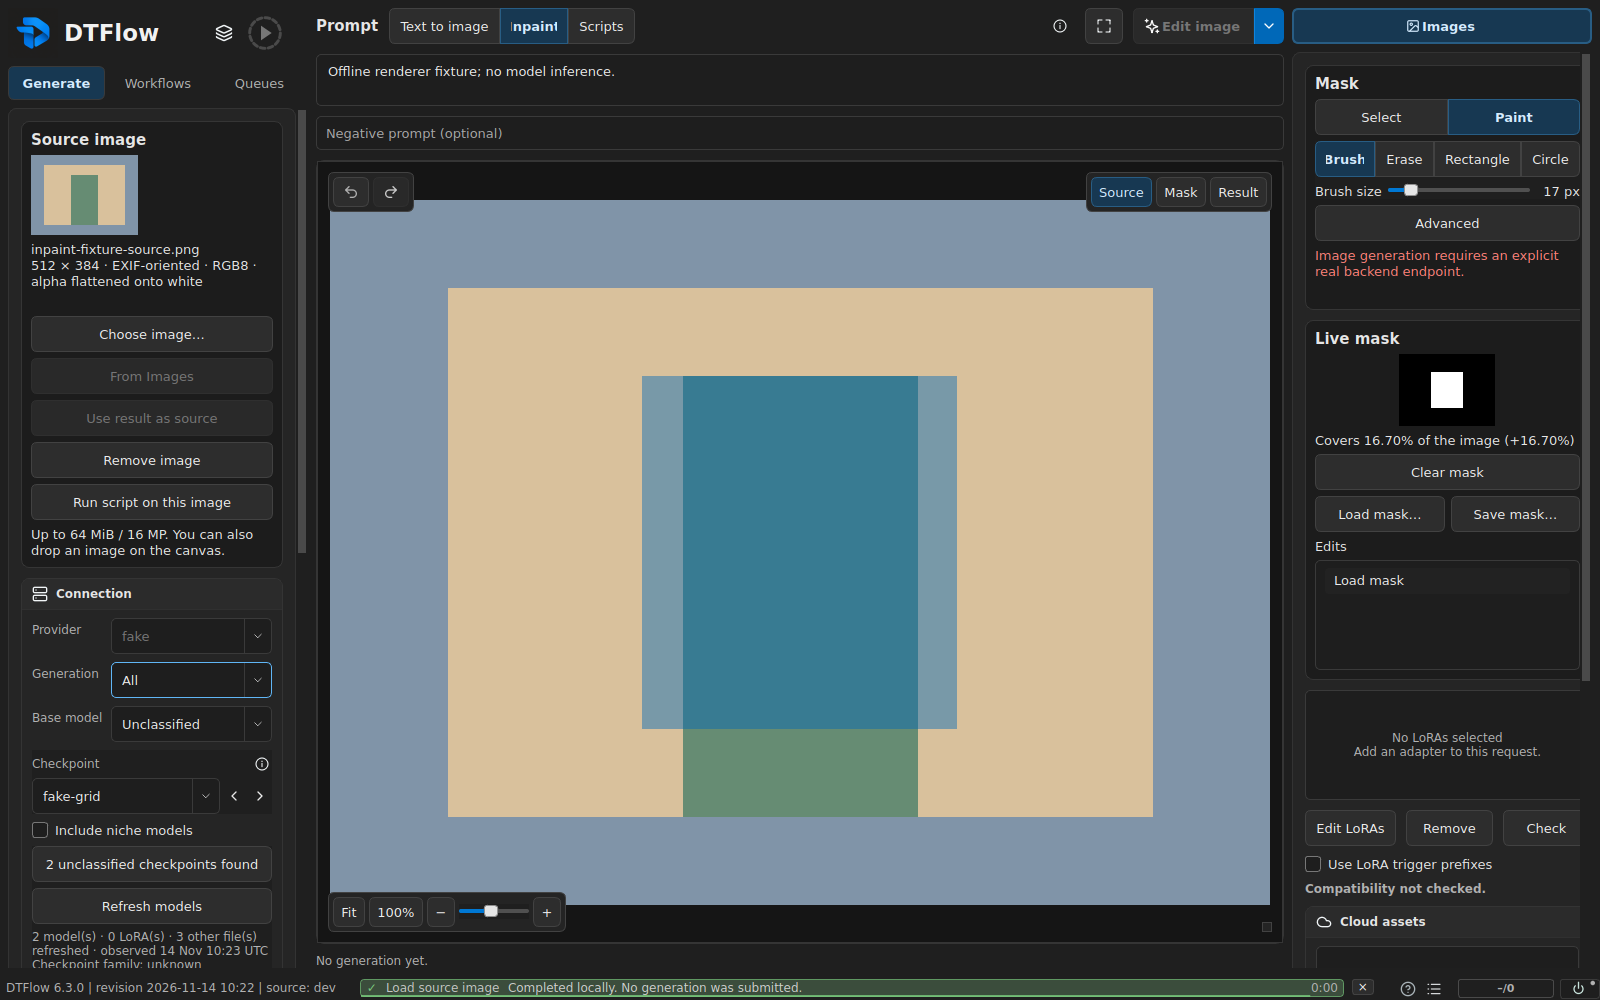 DTFlow
Generate
Workflows
Queues
Source image
inpaint-fixture-source.png
512 × 384 · EXIF-oriented · RGB8 ·
alpha flattened onto white
Choose image…
From Images
Use result as source
Remove image
Run script on this image
Up to 64 MiB / 16 MP. You can also
drop an image on the canvas.
Connection
Provider
fake
Generation
All
Base model
Unclassified
Checkpoint
fake-grid
Include niche models
2 unclassified checkpoints found
Refresh models
2 model(s) · 0 LoRA(s) · 3 other file(s)
refreshed · observed 14 Nov 10:23 UTC
Checkpoint family: unknown
Prompt
Text to image
Inpaint
Scripts
Edit image
Offline renderer fixture; no model inference.
Negative prompt (optional)
Source
Mask
Result
Fit
100%
−
+
No generation yet.
Images
Mask
Select
Paint
Brush
Erase
Rectangle
Circle
Brush size
17 px
Advanced
Image generation requires an explicit
real backend endpoint.
Live mask
Covers 16.70% of the image (+16.70%)
Clear mask
Load mask…
Save mask…
Edits
Load mask
No LoRAs selected
Add an adapter to this request.
Edit LoRAs
Remove
Check
Use LoRA trigger prefixes
Compatibility not checked.
Cloud assets
DTFlow 6.3.0 | revision 2026-11-14 10:22 | source: dev
✓ Load source image Completed locally. No generation was submitted.
0:00
–/0